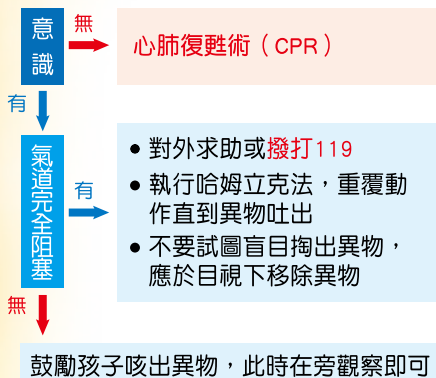 意識
無
心肺復甦術（CPR）
有
氣道完全阻塞
有
● 對外求助或撥打119
● 執行哈姆立克法，重覆動
作直到異物吐出
● 不要試圖盲目掏出異物，
應於目視下移除異物
無
鼓勵孩子咳出異物，此時在旁觀察即可